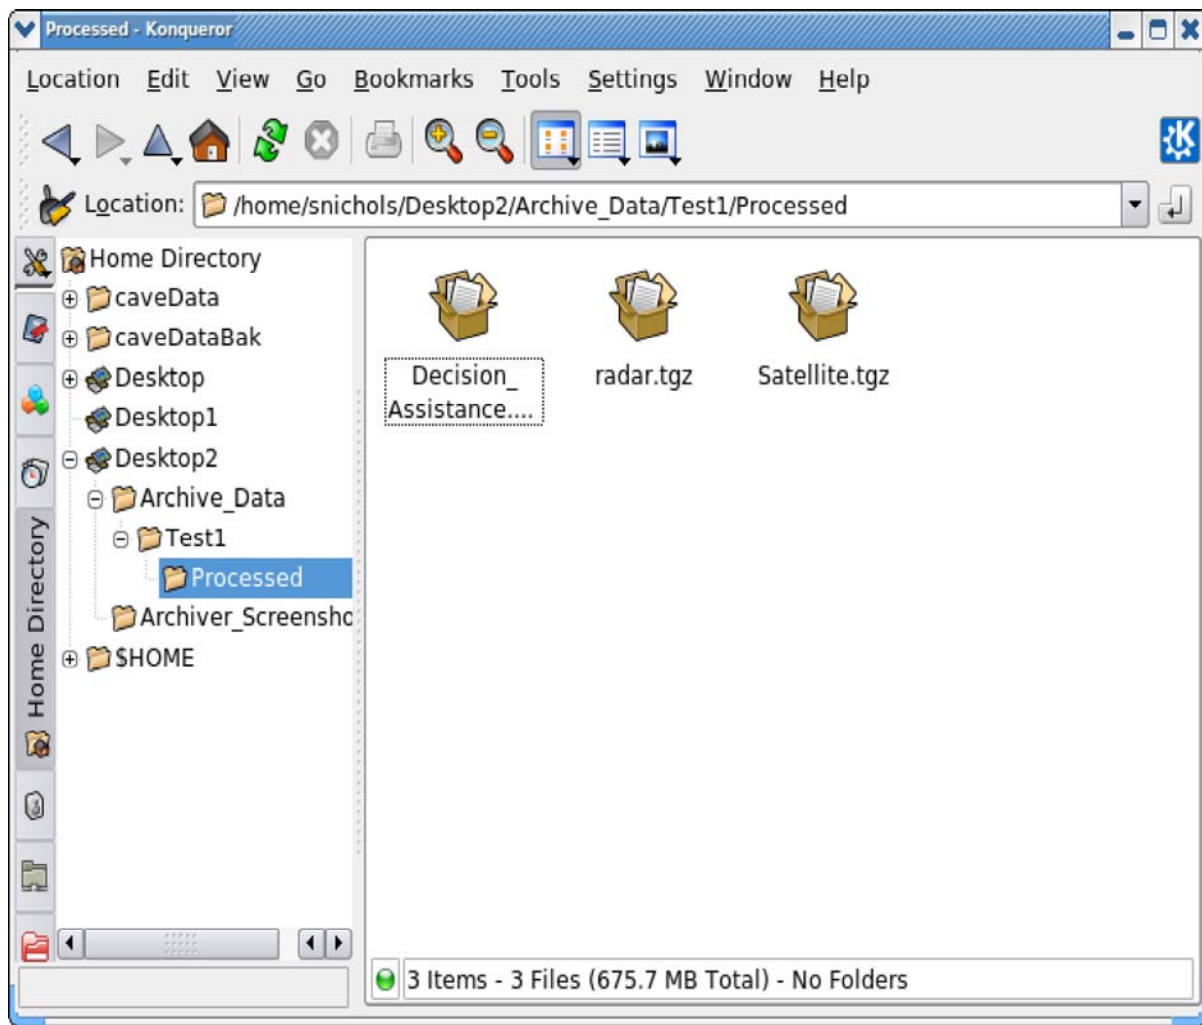 Processed - Konqueror
Location Edit View Go Bookmarks Tools Settings Window Help
Location: /home/snichols/Desktop2/Archive_Data/Test1/Processed
Home Directory
caveData
caveDataBak
Desktop
Desktop1
Desktop2
Archive_Data
Test1
Processed
Archiver_Screensho
$HOME
Home Directory
Decision_
Assistance....
radar.tgz
Satellite.tgz
3 Items - 3 Files (675.7 MB Total) - No Folders